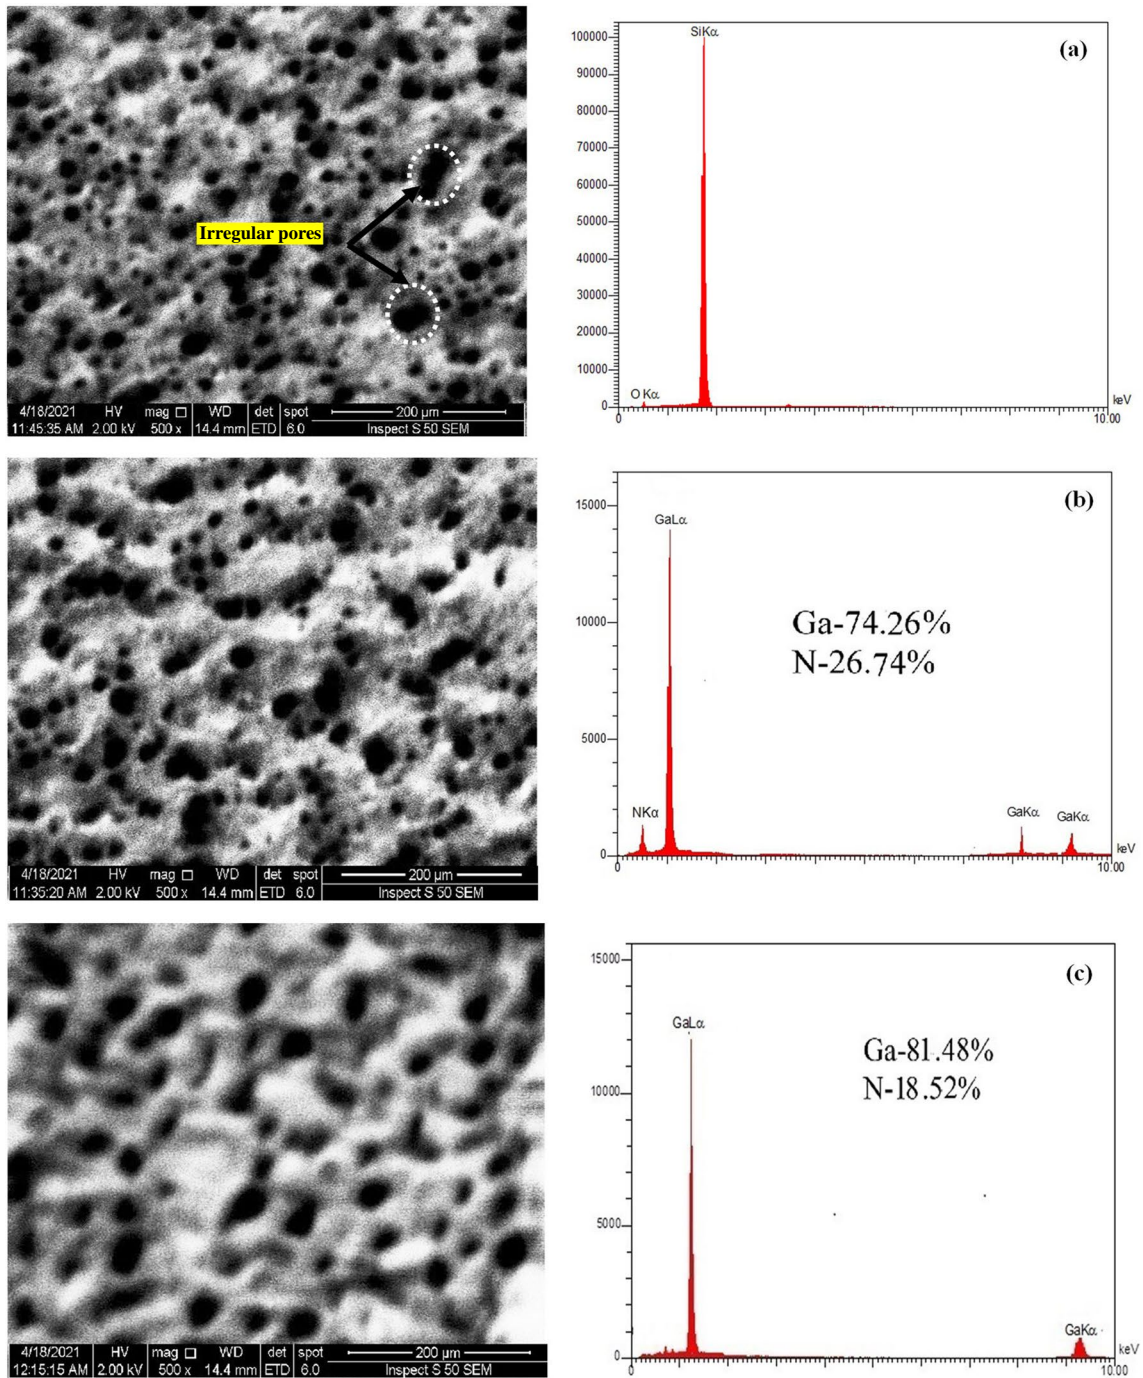 Irregular pores
4/18/2021 HV mag □ WD det spot 200 µm
11:45:35 AM 2.00 kV 500 x 14.4 mm ETD 6.0 Inspect S 50 SEM
(a)
SiKα
100000
90000
80000
70000
60000
50000
40000
30000
20000
10000
O Kα
0
keV
0 10.00
4/18/2021 HV mag □ WD det spot 200 µm
11:35:20 AM 2.00 kV 500 x 14.4 mm ETD 6.0 Inspect S 50 SEM
(b)
15000
GaLα
10000
Ga-74.26%
N-26.74%
5000
NKα GaKα GaKα
0
keV
0 10.00
4/18/2021 HV mag □ WD det spot 200 µm
12:15:15 AM 2.00 kV 500 x 14.4 mm ETD 6.0 Inspect S 50 SEM
(c)
15000
GaLα
Ga-81.48%
N-18.52%
10000
5000
GaKα
0
keV
0 10.00